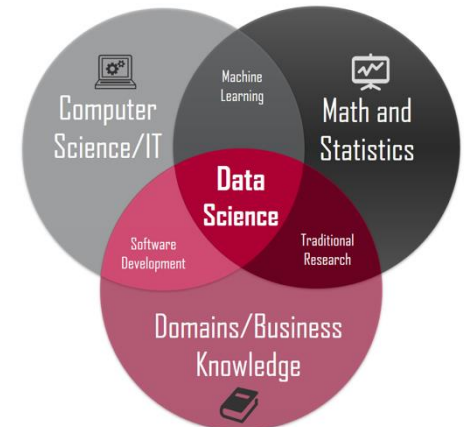 Machine
Learning
Computer
Science/IT
Math and
Statistics
Data
Science
Software
Development
Traditional
Research
Domains/Business
Knowledge